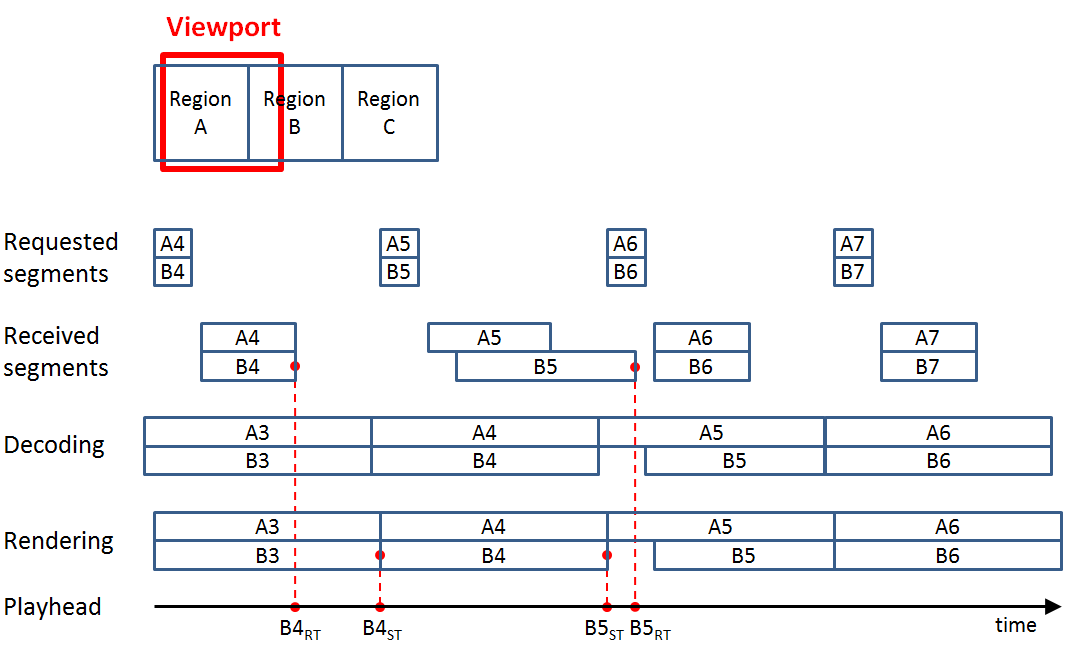 Viewport
Region A Region B Region C
Requested segments
A4 A5 A6 A7
B4 B5 B6 B7
Received segments
A4 A5 A6 A7
B4 B5 B6 B7
Decoding
A3 A4 A5 A6
B3 B4 B5 B6
Rendering
A3 A4 A5 A6
B3 B4 B5 B6
Playhead
B4RT B4ST B5ST B5RT time